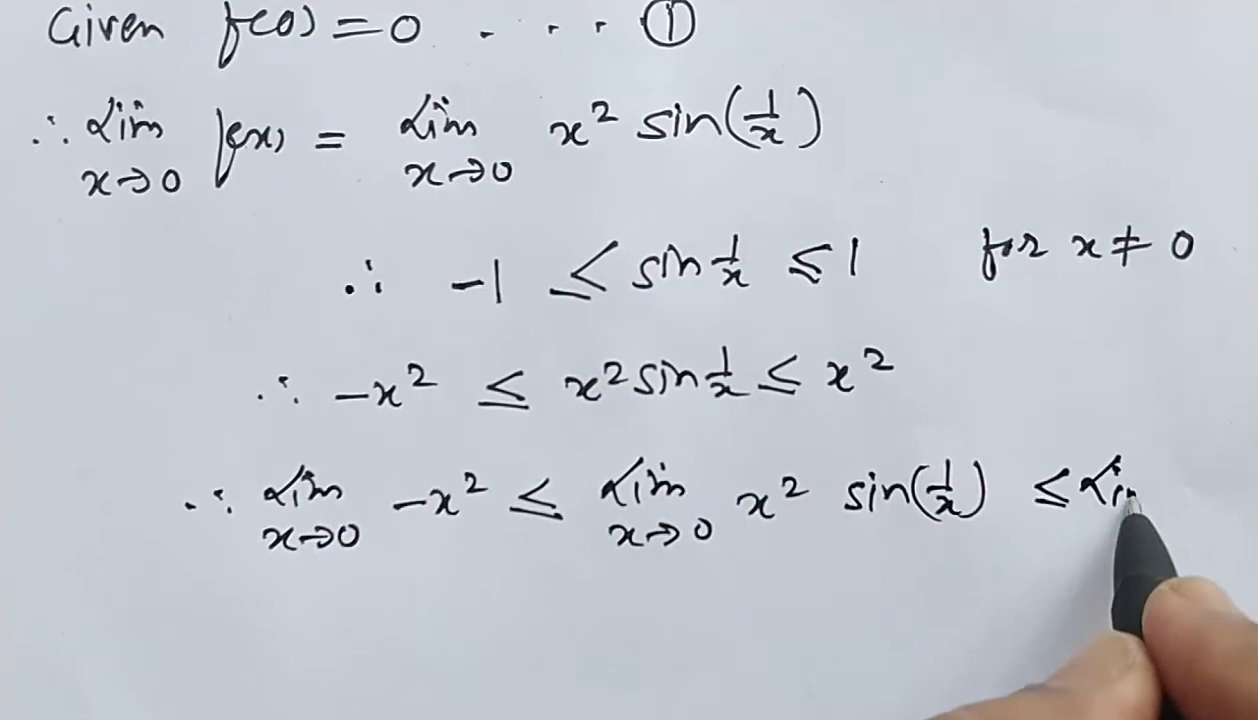 Given f(0) = 0 . . . . ①
∴ Lim x→0 f(x) = Lim x→0 x² sin(1/x)
∴ -1 ≤ sin 1/x ≤ 1 for x ≠ 0
∴ -x² ≤ x² sin 1/x ≤ x²
∴ Lim x→0 -x² ≤ Lim x→0 x² sin(1/x) ≤ Lim